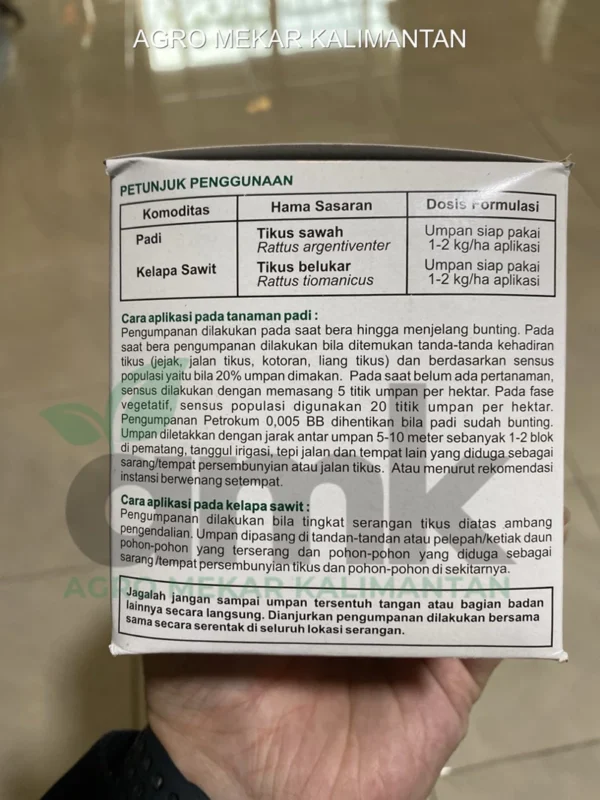 AGRO MEKAR KALIMANTAN
PETUNJUK PENGGUNAAN
Komoditas Hama Sasaran Dosis Formulasi
Padi Tikus sawah Umpan siap pakai
Rattus argentiventer 1-2 kg/ha aplikasi
Kelapa Sawit Tikus belukar Umpan siap pakai
Rattus tiomanicus 1-2 kg/ha aplikasi
Cara aplikasi pada tanaman padi :
Pengumpanan dilakukan pada saat bera hingga menjelang bunting. Pada
saat bera pengumpanan dilakukan bila ditemukan tanda-tanda kehadiran
tikus (jejak, jalan tikus, kotoran, liang tikus) dan berdasarkan sensus
populasi yaitu bila 20% umpan dimakan. Pada saat belum ada pertanaman,
sensus dilakukan dengan memasang 5 titik umpan per hektar. Pada fase
vegetatif, sensus populasi digunakan 20 titik umpan per hektar.
Pengumpanan Petrokum 0,005 BB dihentikan bila padi sudah bunting.
Umpan diletakkan dengan jarak antar umpan 5-10 meter sebanyak 1-2 blok
di pematang, tanggul irigasi, tepi jalan dan tempat lain yang diduga sebagai
sarang/tempat persembunyian atau jalan tikus. Atau menurut rekomendasi
instansi berwenang setempat.
amk
Cara aplikasi pada kelapa sawit :
Pengumpanan dilakukan bila tingkat serangan tikus diatas ambang
pengendalian. Umpan dipasang di tandan-tandan atau pelepah/ketiak daun
pohon-pohon yang terserang dan pohon-pohon yang diduga sebagai
sarang/tempat persembunyian tikus dan pohon-pohon di sekitarnya.
AGRO MEKAR KALIMANTAN
Jagalah jangan sampai umpan tersentuh tangan atau bagian badan
lainnya secara langsung. Dianjurkan pengumpanan dilakukan bersama
sama secara serentak di seluruh lokasi serangan.